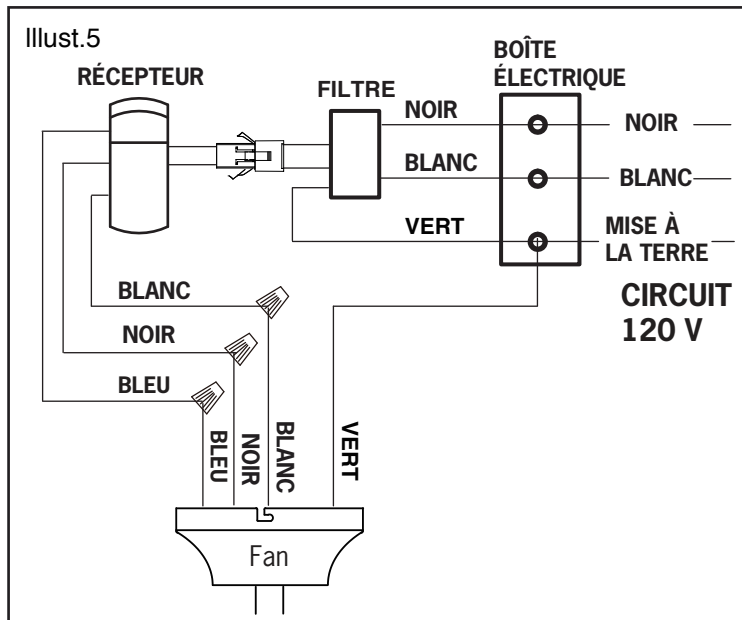 Illust.5
RÉCEPTEUR
FILTRE
BOÎTE
ÉLECTRIQUE
NOIR
NOIR
BLANC
BLANC
VERT
MISE À
LA TERRE
CIRCUIT
120 V
BLANC
NOIR
BLEU
BLEU
NOIR
BLANC
VERT
Fan